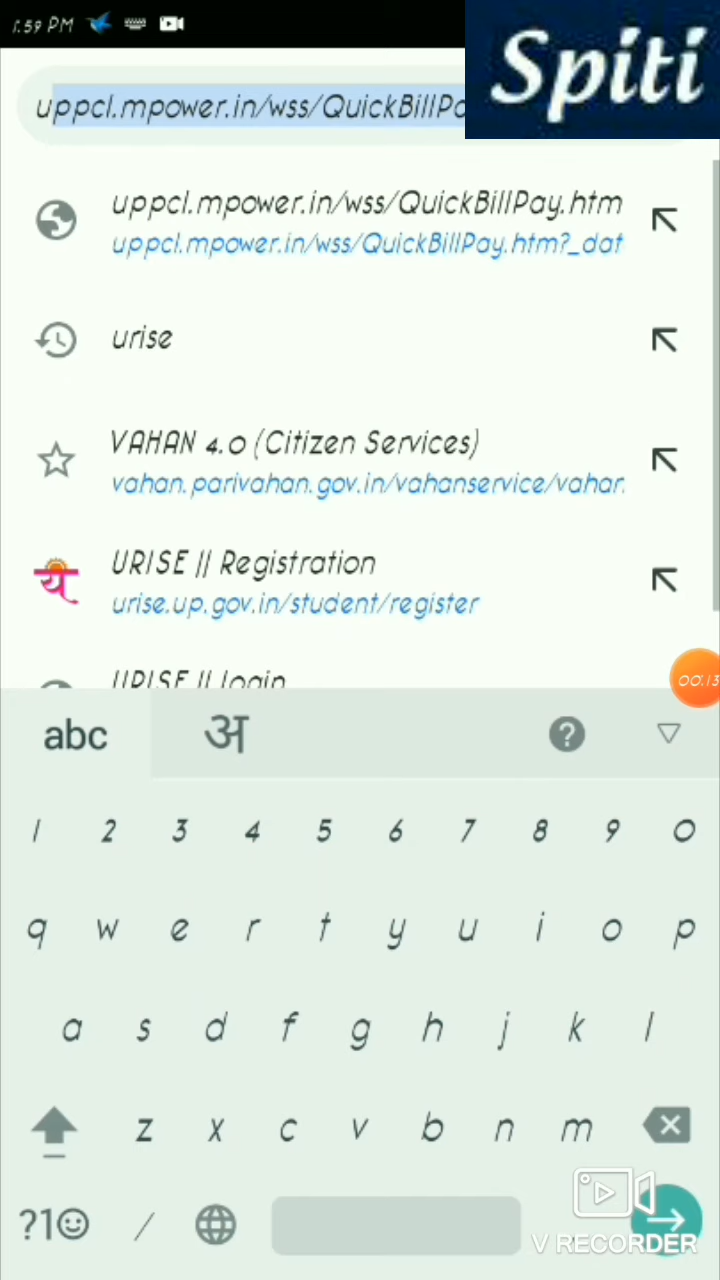 1:59 PM
Spiti
uppcl.mpower.in/wss/QuickBillPa
uppcl.mpower.in/wss/QuickBillPay.htm
uppcl.mpower.in/wss/QuickBillPay.htm?_dat
urise
VAHAN 4.0 (Citizen Services)
vahan.parivahan.gov.in/vahanservice/vahan
य
URISE || Registration
urise.up.gov.in/student/register
URISE || login
00:13
abc अ ?
1 2 3 4 5 6 7 8 9 0
q w e r t y u i o p
a s d f g h j k l
z x c v b n m
?1☺ /
V RECORDER